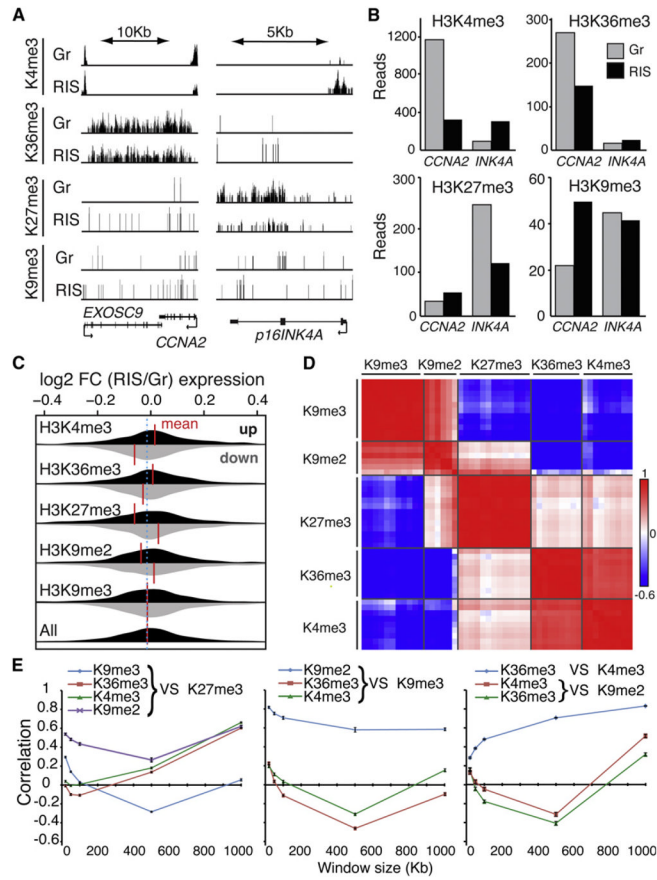 A
10Kb
5Kb
K4me3
Gr
RIS
K36me3
Gr
RIS
K27me3
Gr
RIS
K9me3
Gr
RIS
EXOSC9
CCNA2
p16INK4A
B
H3K4me3
H3K36me3
Gr
RIS
Reads
1200
800
400
0
300
200
100
0
CCNA2 INK4A
CCNA2 INK4A
H3K27me3
H3K9me3
Reads
300
200
100
0
60
40
20
0
CCNA2 INK4A
CCNA2 INK4A
C
log2 FC (RIS/Gr) expression
−0.4 −0.2 0.0 0.2 0.4
H3K4me3
mean
up
down
H3K36me3
H3K27me3
H3K9me2
H3K9me3
All
D
K9me3 K9me2 K27me3 K36me3 K4me3
K9me3
K9me2
K27me3
K36me3
K4me3
1
0
-0.6
E
K9me3
K36me3
K4me3
K9me2
VS K27me3
K9me2
K36me3
K4me3
VS K9me3
K36me3 VS K4me3
K4me3
K36me3
VS K9me2
Correlation
1
0.8
0.6
0.4
0.2
0
-0.2
-0.4
-0.6
0 200 400 600 800 1000
0 200 400 600 800 1000
0 200 400 600 800 1000
Window size (Kb)